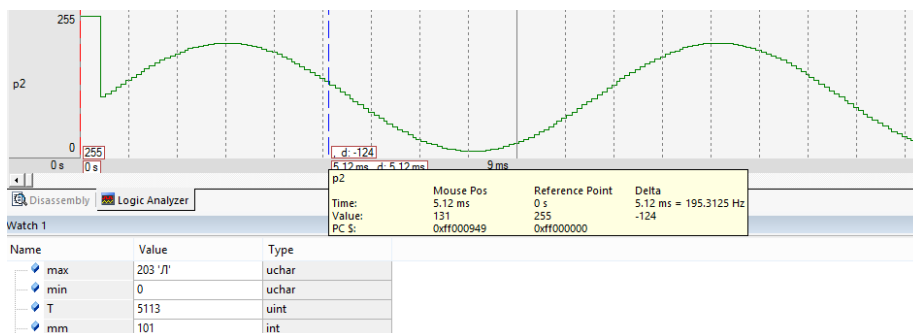 255
p2
0
255
d: -124
0 s
0 s
5.12 ms, d: 5.12 ms
9 ms
p2
Mouse Pos Reference Point Delta
Time: 5.12 ms 0 s 5.12 ms = 195.3125 Hz
Value: 131 255 -124
PC $: 0xff000949 0xff000000
Disassembly Logic Analyzer
Watch 1
Name Value Type
max 203 'Л' uchar
min 0 uchar
T 5113 uint
mm 101 int